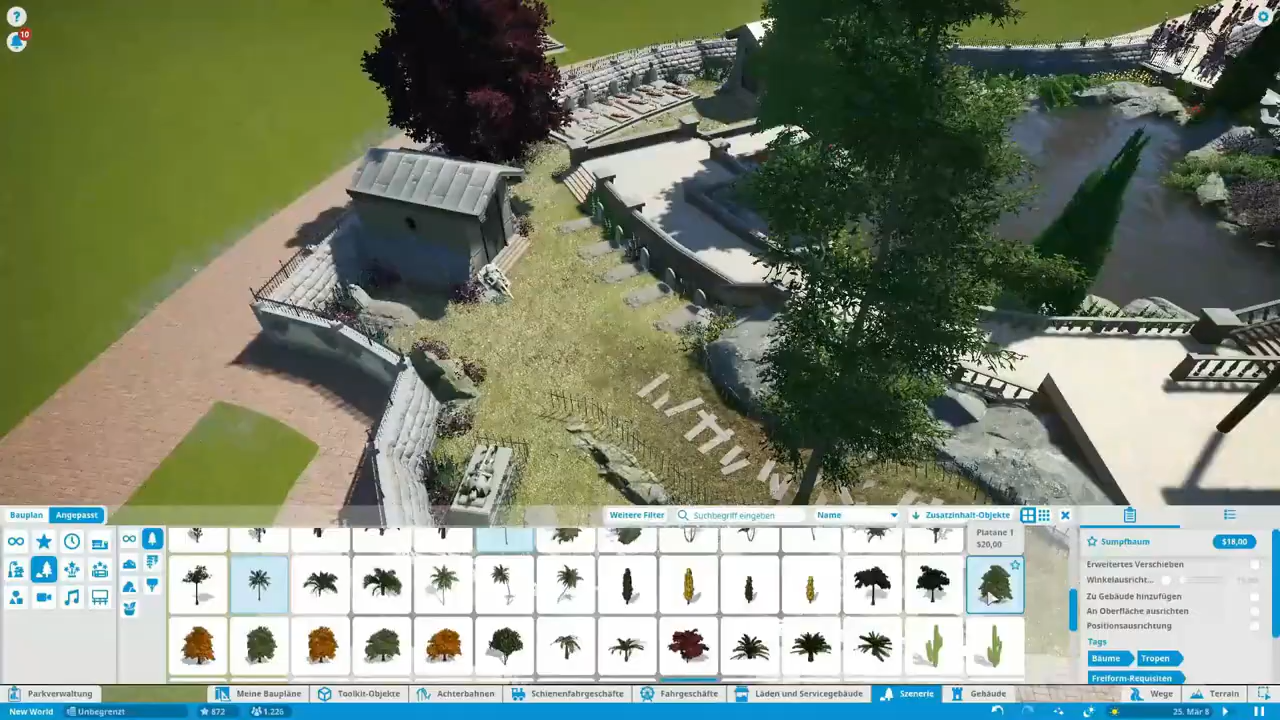 ?
10
Bauplan
Angepasst
Weitere Filter
Suchbegriff eingeben
Name
Zusatzinhalt-Objekte
Platane 1
$20,00
Sumpfbaum
$18,00
Erweitertes Verschieben
Winkelausricht...
Zu Gebäude hinzufügen
An Oberfläche ausrichten
Positionsausrichtung
Tags
Bäume
Tropen
Freiform-Requisiten
Parkverwaltung
Meine Baupläne
Toolkit-Objekte
Achterbahnen
Schienenfahrgeschäfte
Fahrgeschäfte
Läden und Servicegebäude
Szenerie
Gebäude
Wege
Terrain
Unbegrenzt
872
1.226
25. Mär 8